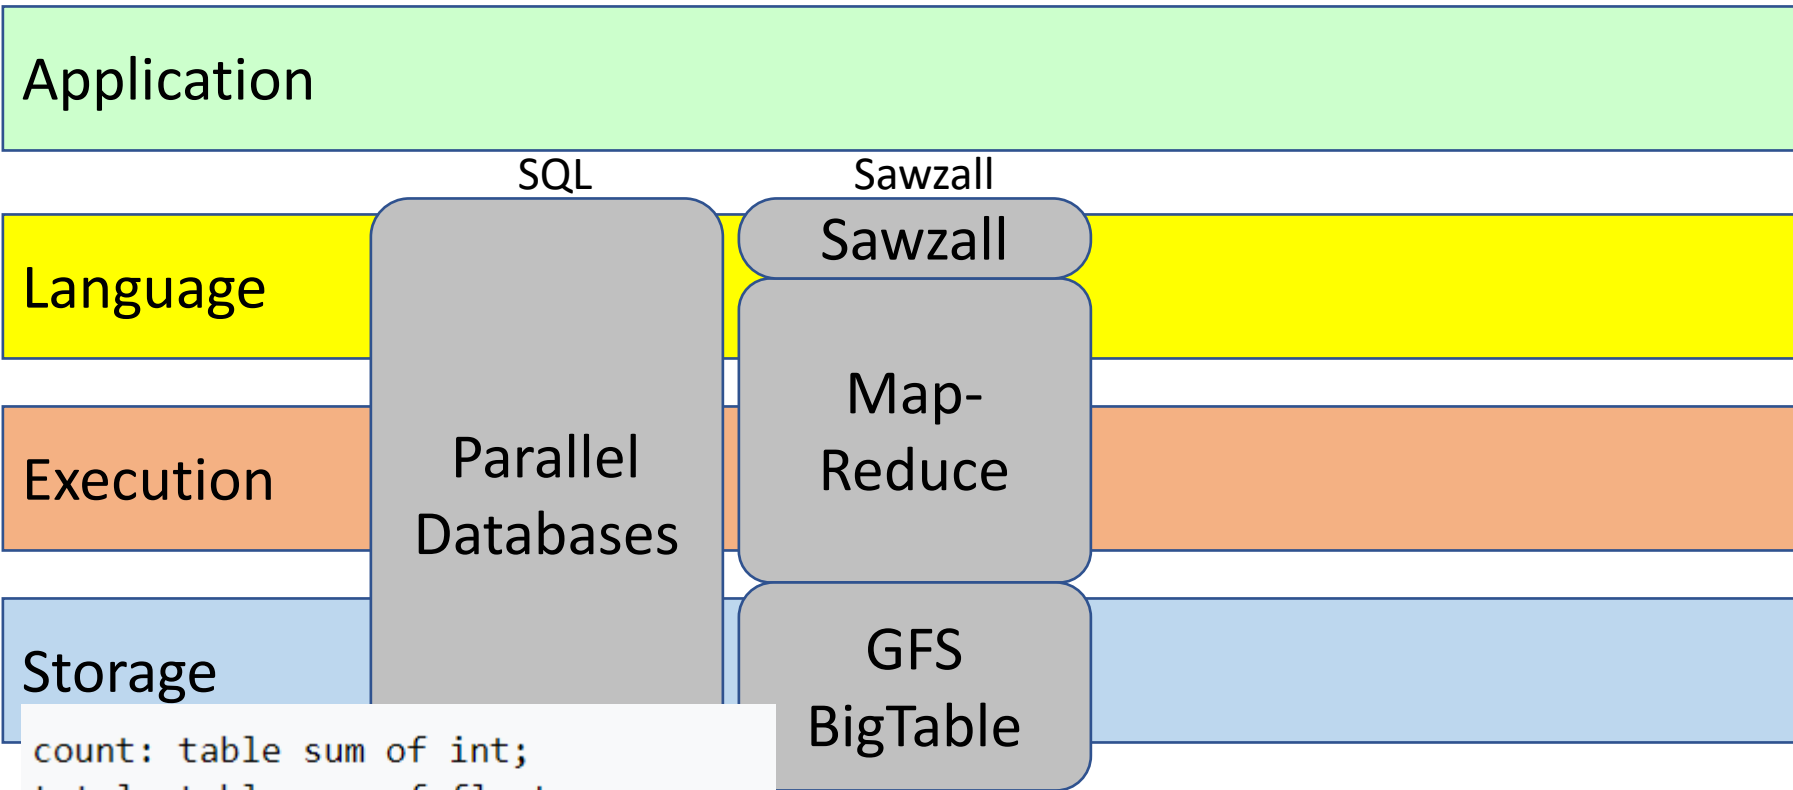 Application
SQL
Sawzall
Language
Sawzall
Map-
Reduce
Execution
Parallel
Databases
Storage
GFS
BigTable
count: table sum of int;